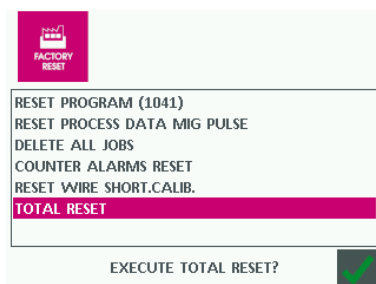 FACTORY
RESET
RESET PROGRAM (1041)
RESET PROCESS DATA MIG PULSE
DELETE ALL JOBS
COUNTER ALARMS RESET
RESET WIRE SHORT.CALIB.
TOTAL RESET
EXECUTE TOTAL RESET?